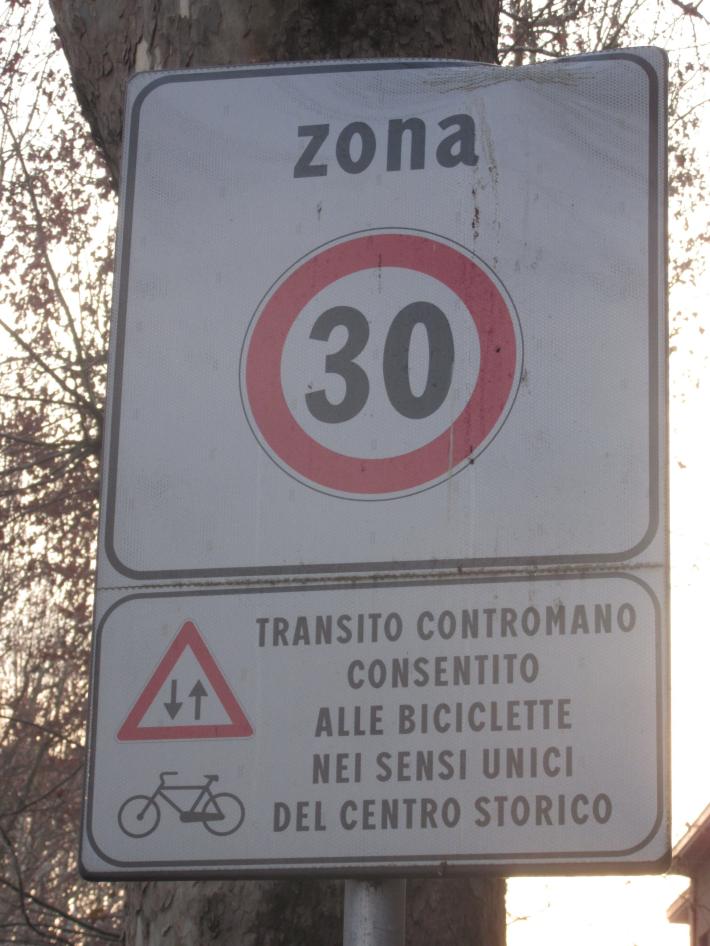 zona
30
TRANSITO CONTROMANO
CONSENTITO
ALLE BICICLETTE
NEI SENSI UNICI
DEL CENTRO STORICO